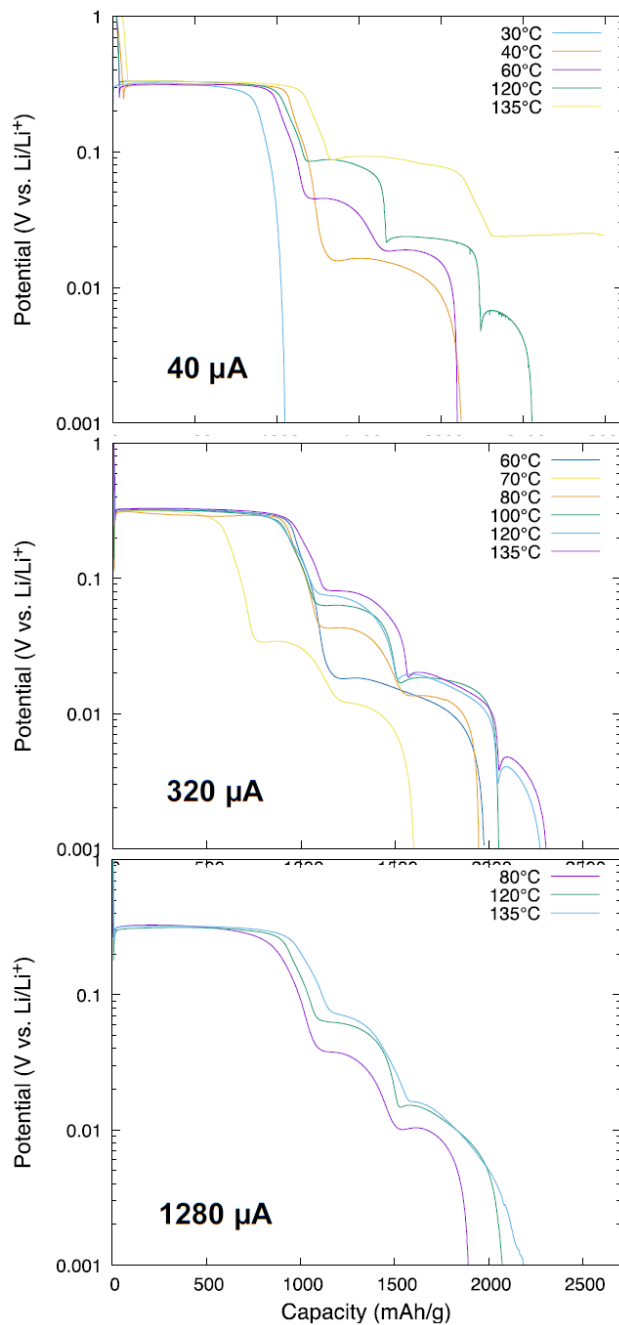 1
30°C
40°C
60°C
120°C
135°C
0.1
Potential (V vs. Li/Li⁺)
0.01
40 µA
0.001
1
60°C
70°C
80°C
100°C
120°C
135°C
0.1
Potential (V vs. Li/Li⁺)
0.01
320 µA
0.001
1
80°C
120°C
135°C
0.1
Potential (V vs. Li/Li⁺)
0.01
1280 µA
0.001
0 500 1000 1500 2000 2500
Capacity (mAh/g)